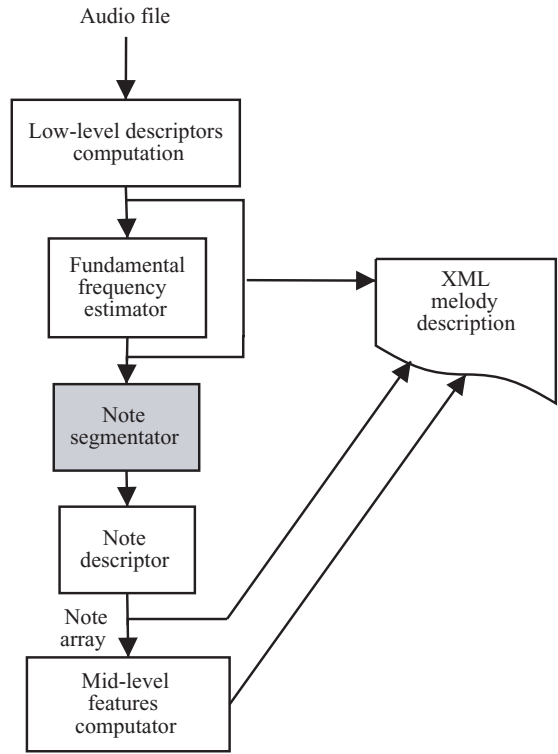 Audio file
Low-level descriptors
computation
Fundamental
frequency
estimator
XML
melody
description
Note
segmentator
Note
descriptor
Note
array
Mid-level
features
computator